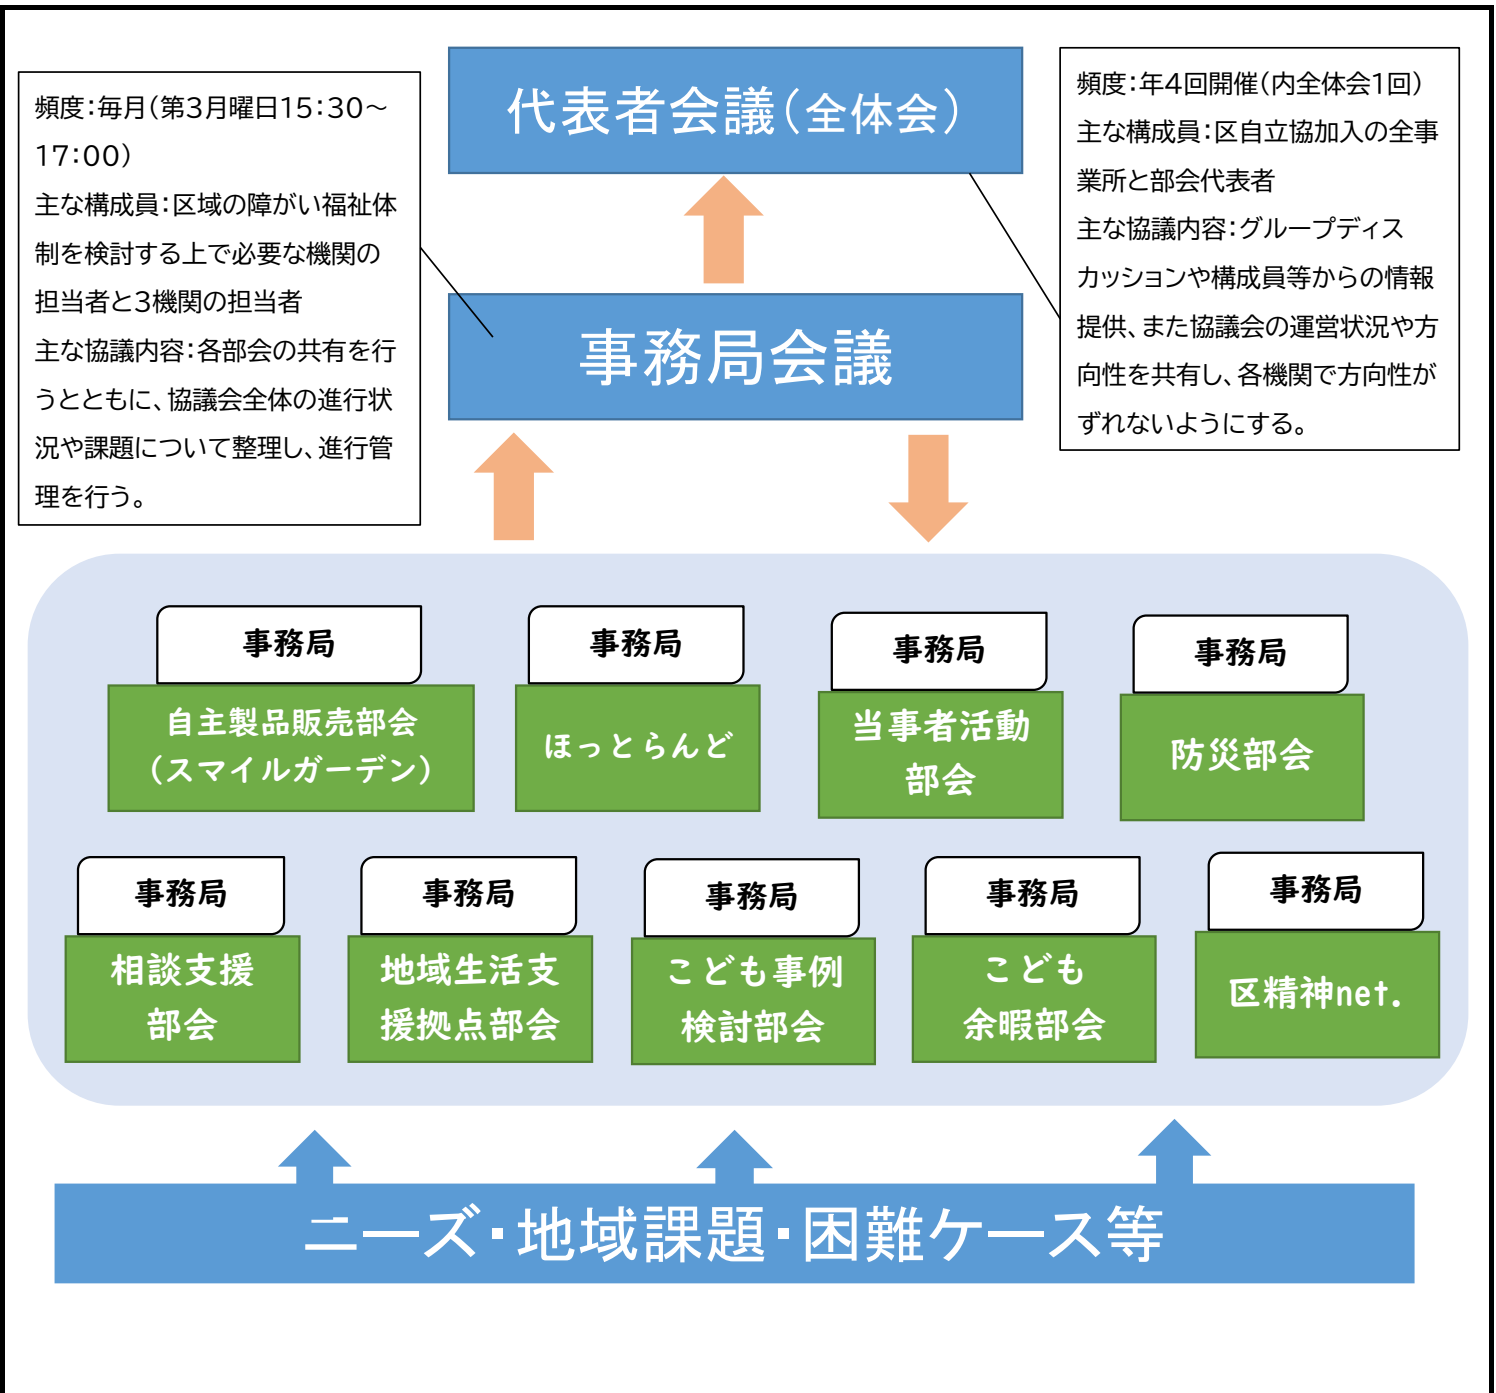 代表者会議(全体会)
頻度:毎月(第3月曜日15:30～
17:00)
主な構成員:区域の障がい福祉体
制を検討する上で必要な機関の
担当者と3機関の担当者
主な協議内容:各部会の共有を行
うとともに、協議会全体の進行状
況や課題について整理し、進行管
理を行う。
頻度:年4回開催(内全体会1回)
主な構成員:区自立協加入の全事
業所と部会代表者
主な協議内容:グループディス
カッションや構成員等からの情報
提供、また協議会の運営状況や方
向性を共有し、各機関で方向性が
ずれないようにする。
事務局会議
事務局
自主製品販売部会
(スマイルガーデン)
事務局
ほっとらんど
事務局
当事者活動
部会
事務局
防災部会
事務局
相談支援
部会
事務局
地域生活支
援拠点部会
事務局
こども事例
検討部会
事務局
こども
余暇部会
事務局
区精神net.
ニーズ・地域課題・困難ケース等